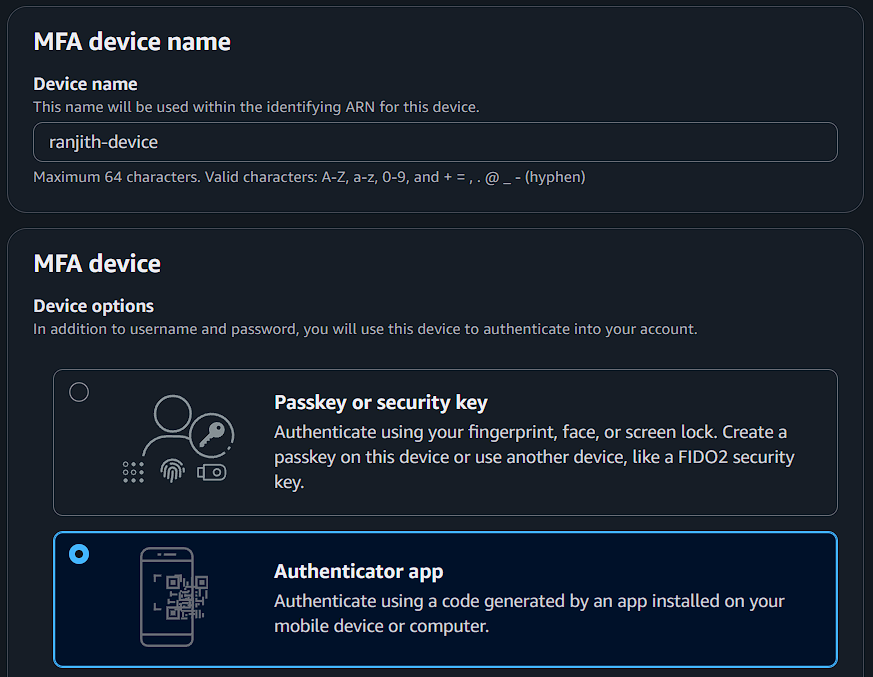 MFA device name
Device name
This name will be used within the identifying ARN for this device.
ranjith-device
Maximum 64 characters. Valid characters: A-Z, a-z, 0-9, and + = , . @ _ - (hyphen)
MFA device
Device options
In addition to username and password, you will use this device to authenticate into your account.
Passkey or security key
Authenticate using your fingerprint, face, or screen lock. Create a
passkey on this device or use another device, like a FIDO2 security
key.
Authenticator app
Authenticate using a code generated by an app installed on your
mobile device or computer.